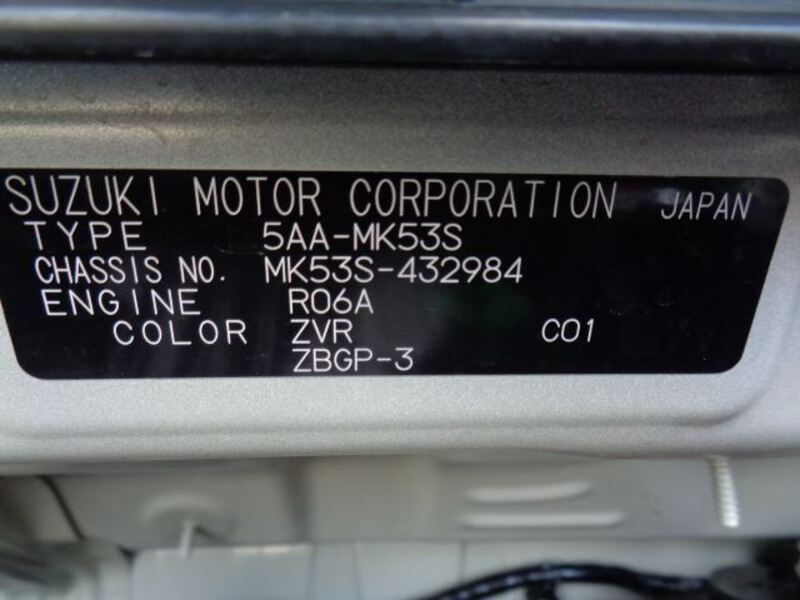 SUZUKI MOTOR CORPORATION JAPAN
TYPE 5AA-MK53S
CHASSIS NO. MK53S-432984
ENGINE R06A
COLOR ZVR C01
ZBGP-3